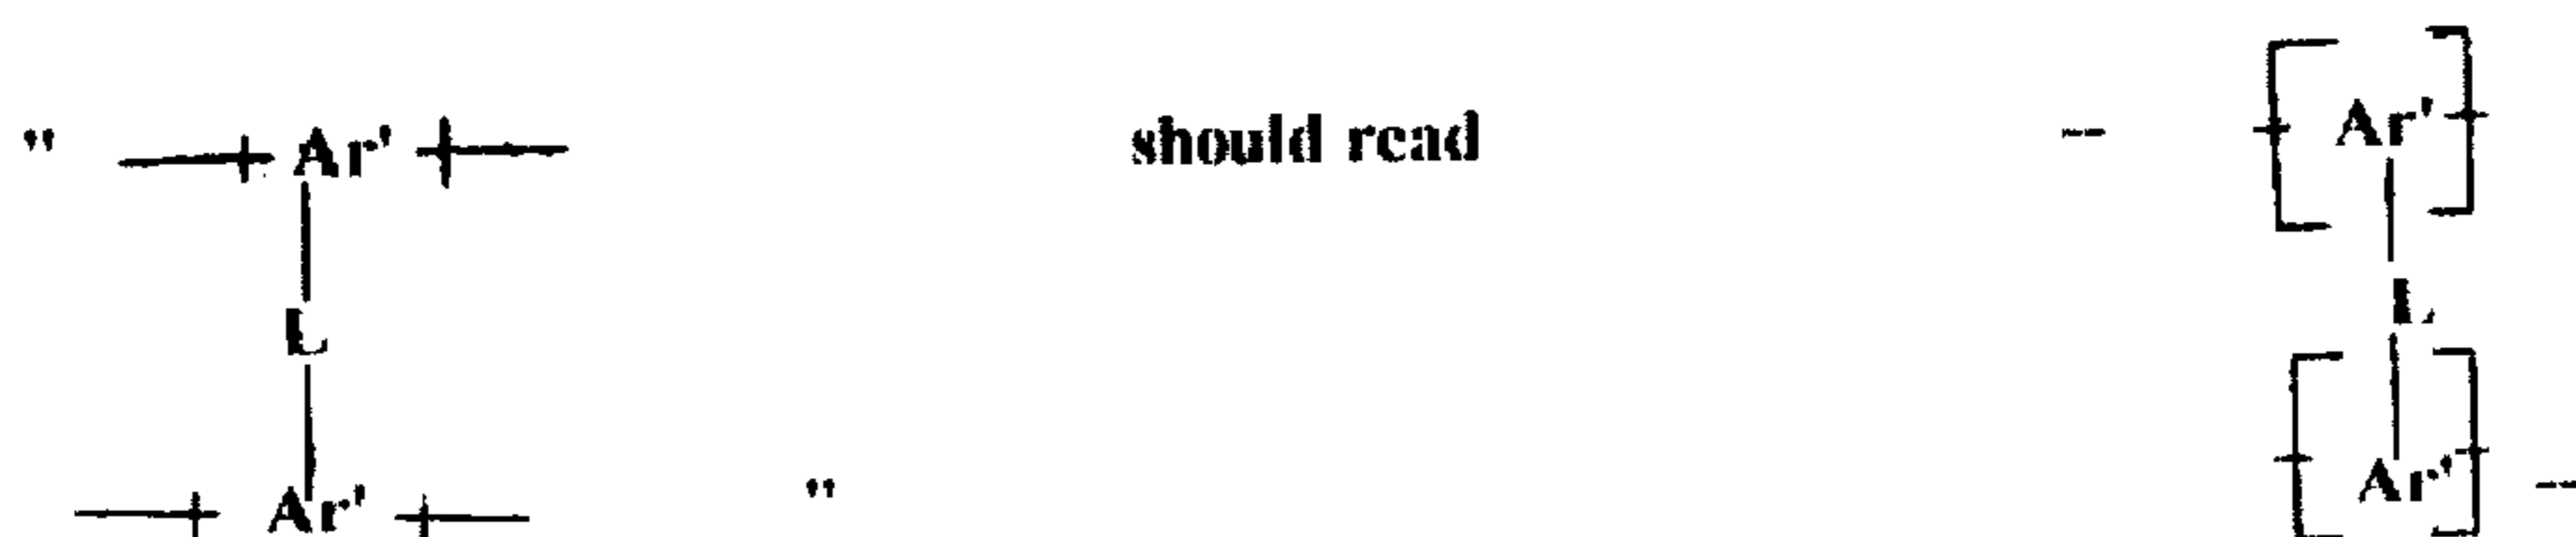 " Ar' should read -- Ar'
L L
Ar' " Ar' --